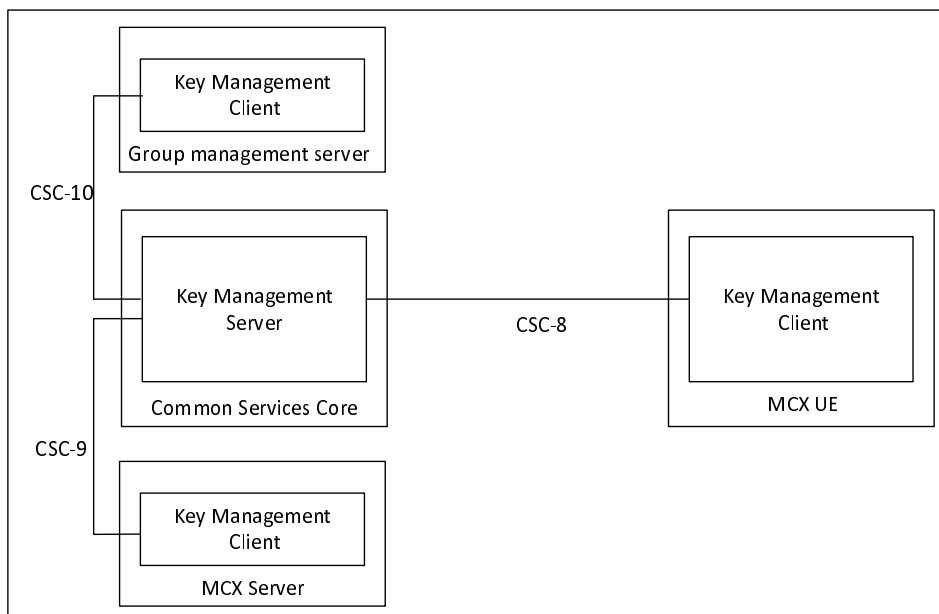 Key Management
Client
Group management server
CSC-10
Key Management
Server
Common Services Core
CSC-8
Key Management
Client
MCX UE
CSC-9
Key Management
Client
MCX Server